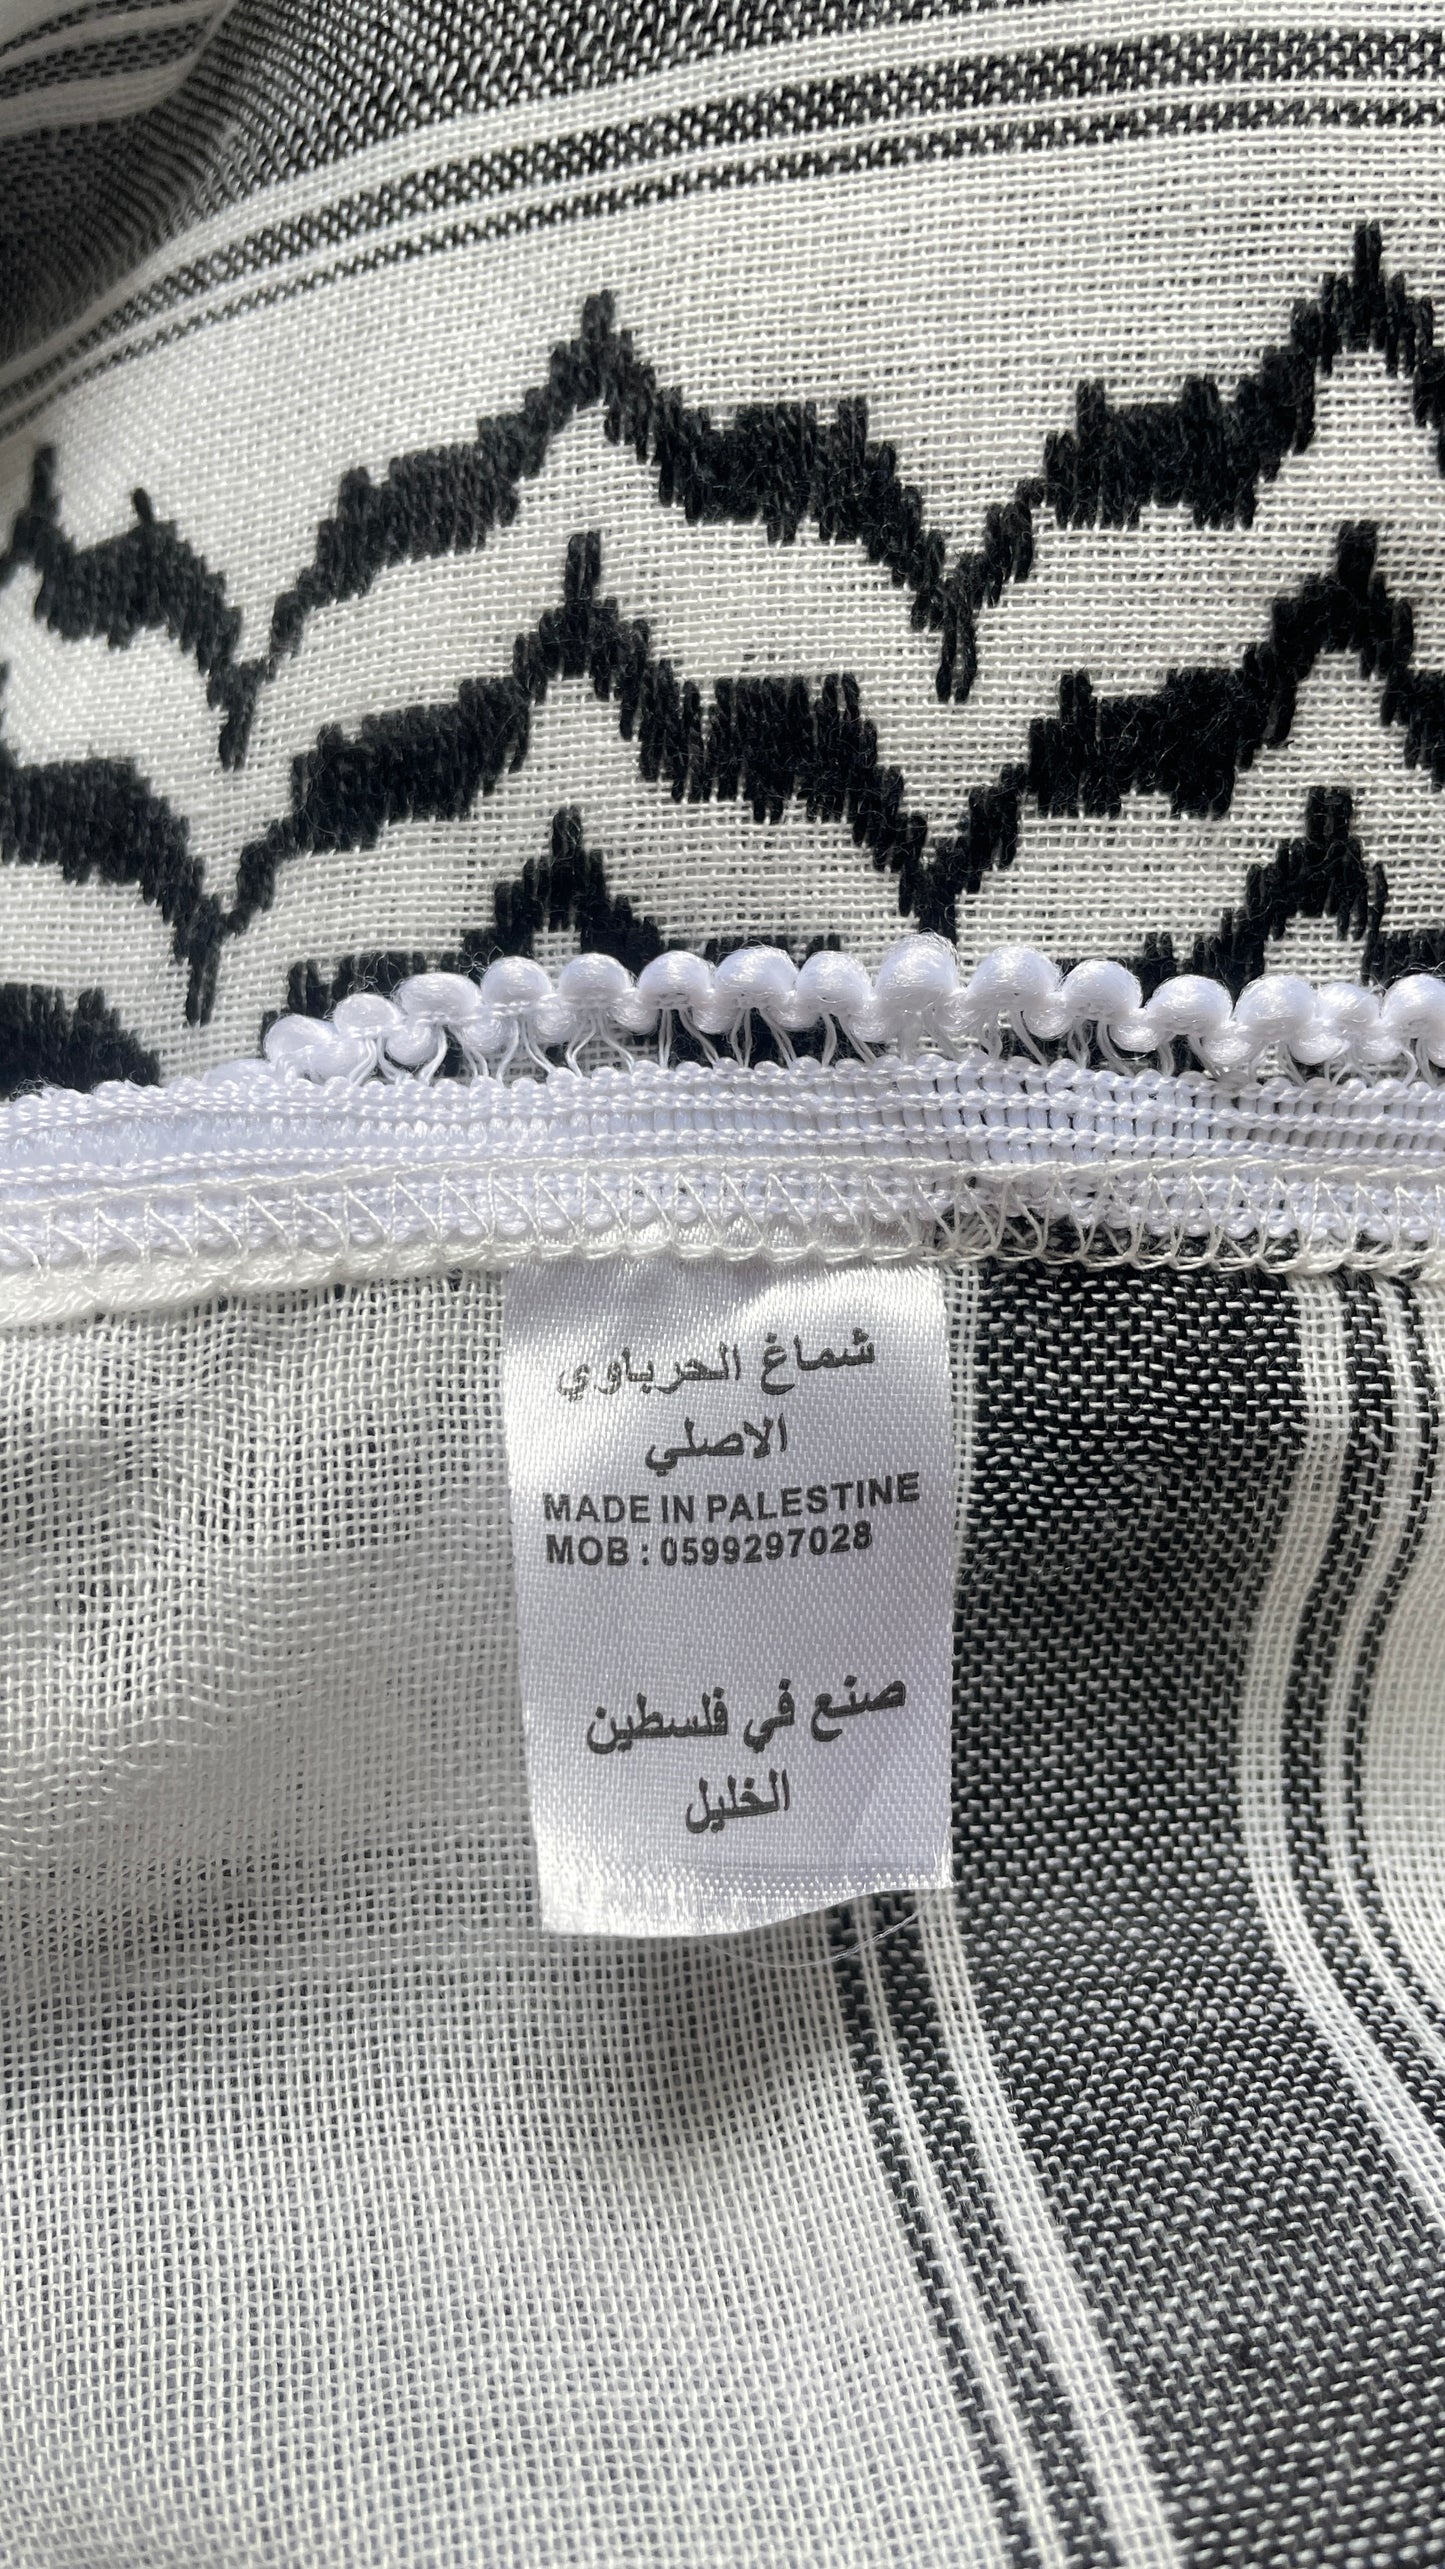 شماغ الحرباوي
الاصلي
MADE IN PALESTINE
MOB : 0599297028
صنع في فلسطين
الخليل